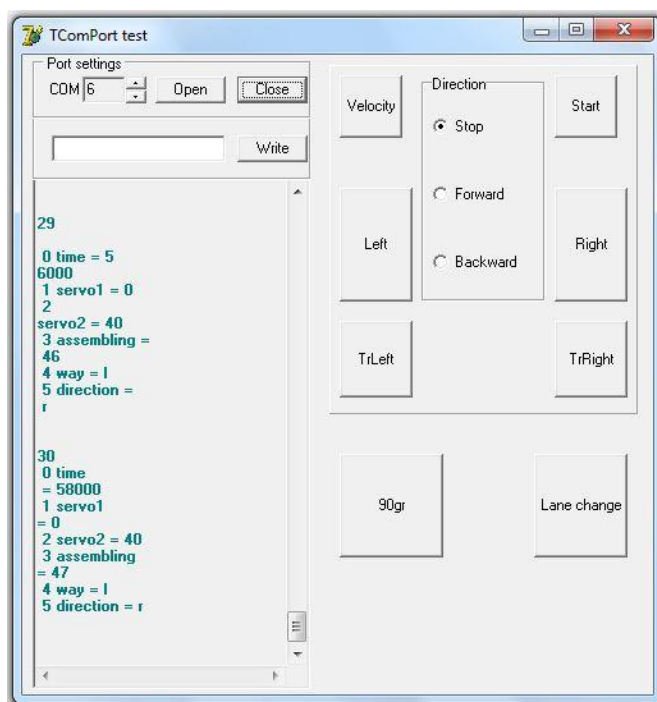 TComPort test
Port settings
COM 6 Open Close
Write
29
0 time = 5
6000
1 servo1 = 0
2
servo2 = 40
3 assembling =
46
4 way = l
5 direction =
r
30
0 time
= 58000
1 servo1
= 0
2 servo2 = 40
3 assembling
= 47
4 way = l
5 direction = r
Velocity
Direction
Stop
Forward
Backward
Start
Left
Right
TrLeft
TrRight
90gr
Lane change